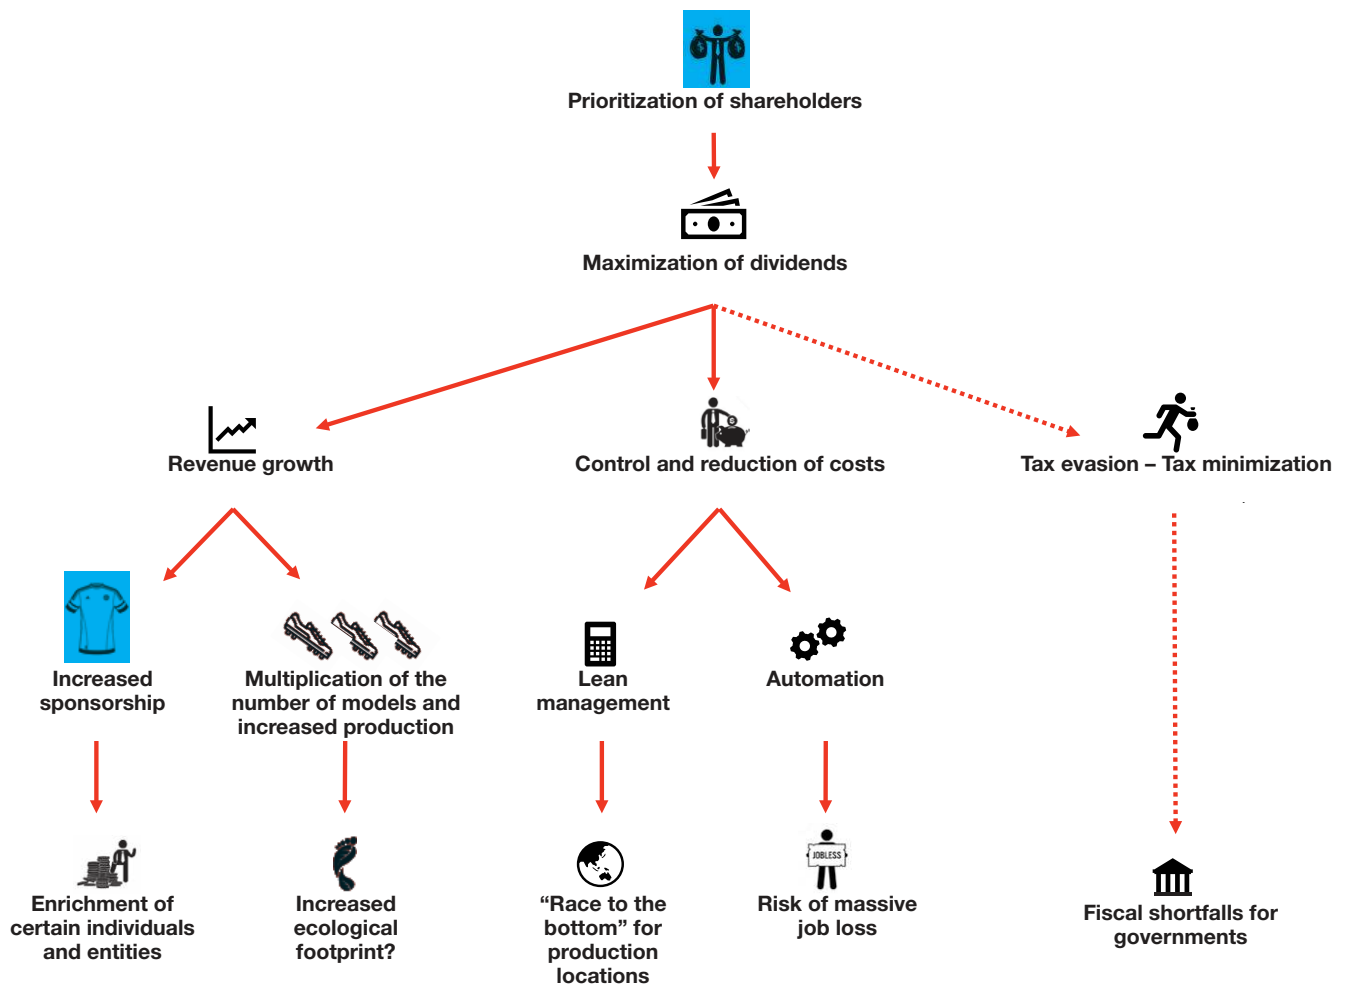 Prioritization of shareholders
Maximization of dividends
Revenue growth
Control and reduction of costs
Tax evasion – Tax minimization
Increased
sponsorship
Multiplication of the
number of models and
increased production
Lean
management
Automation
JOBLESS
Enrichment of
certain individuals
and entities
Increased
ecological
footprint?
“Race to the
bottom” for
production
locations
Risk of massive
job loss
Fiscal shortfalls for
governments